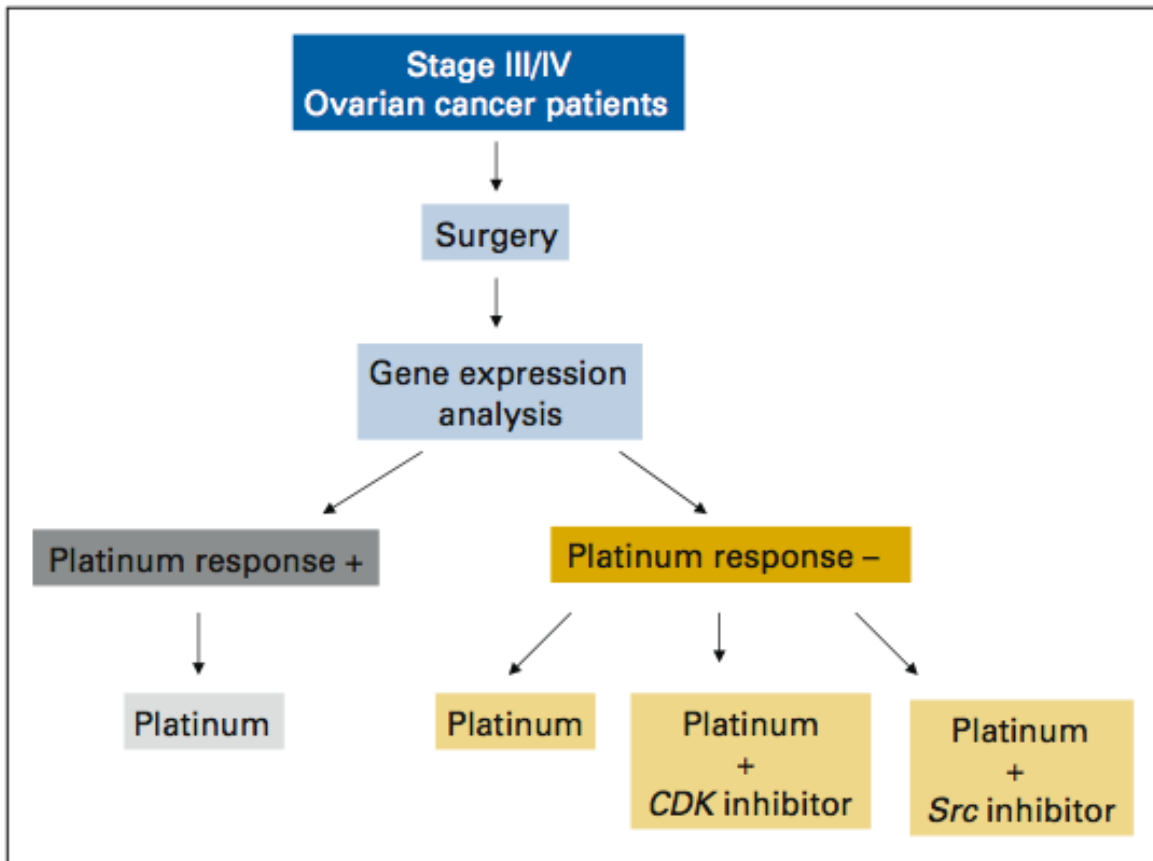 Stage III/IV
Ovarian cancer patients
Surgery
Gene expression
analysis
Platinum response +
Platinum response –
Platinum
Platinum
Platinum
+
CDK inhibitor
Platinum
+
Src inhibitor